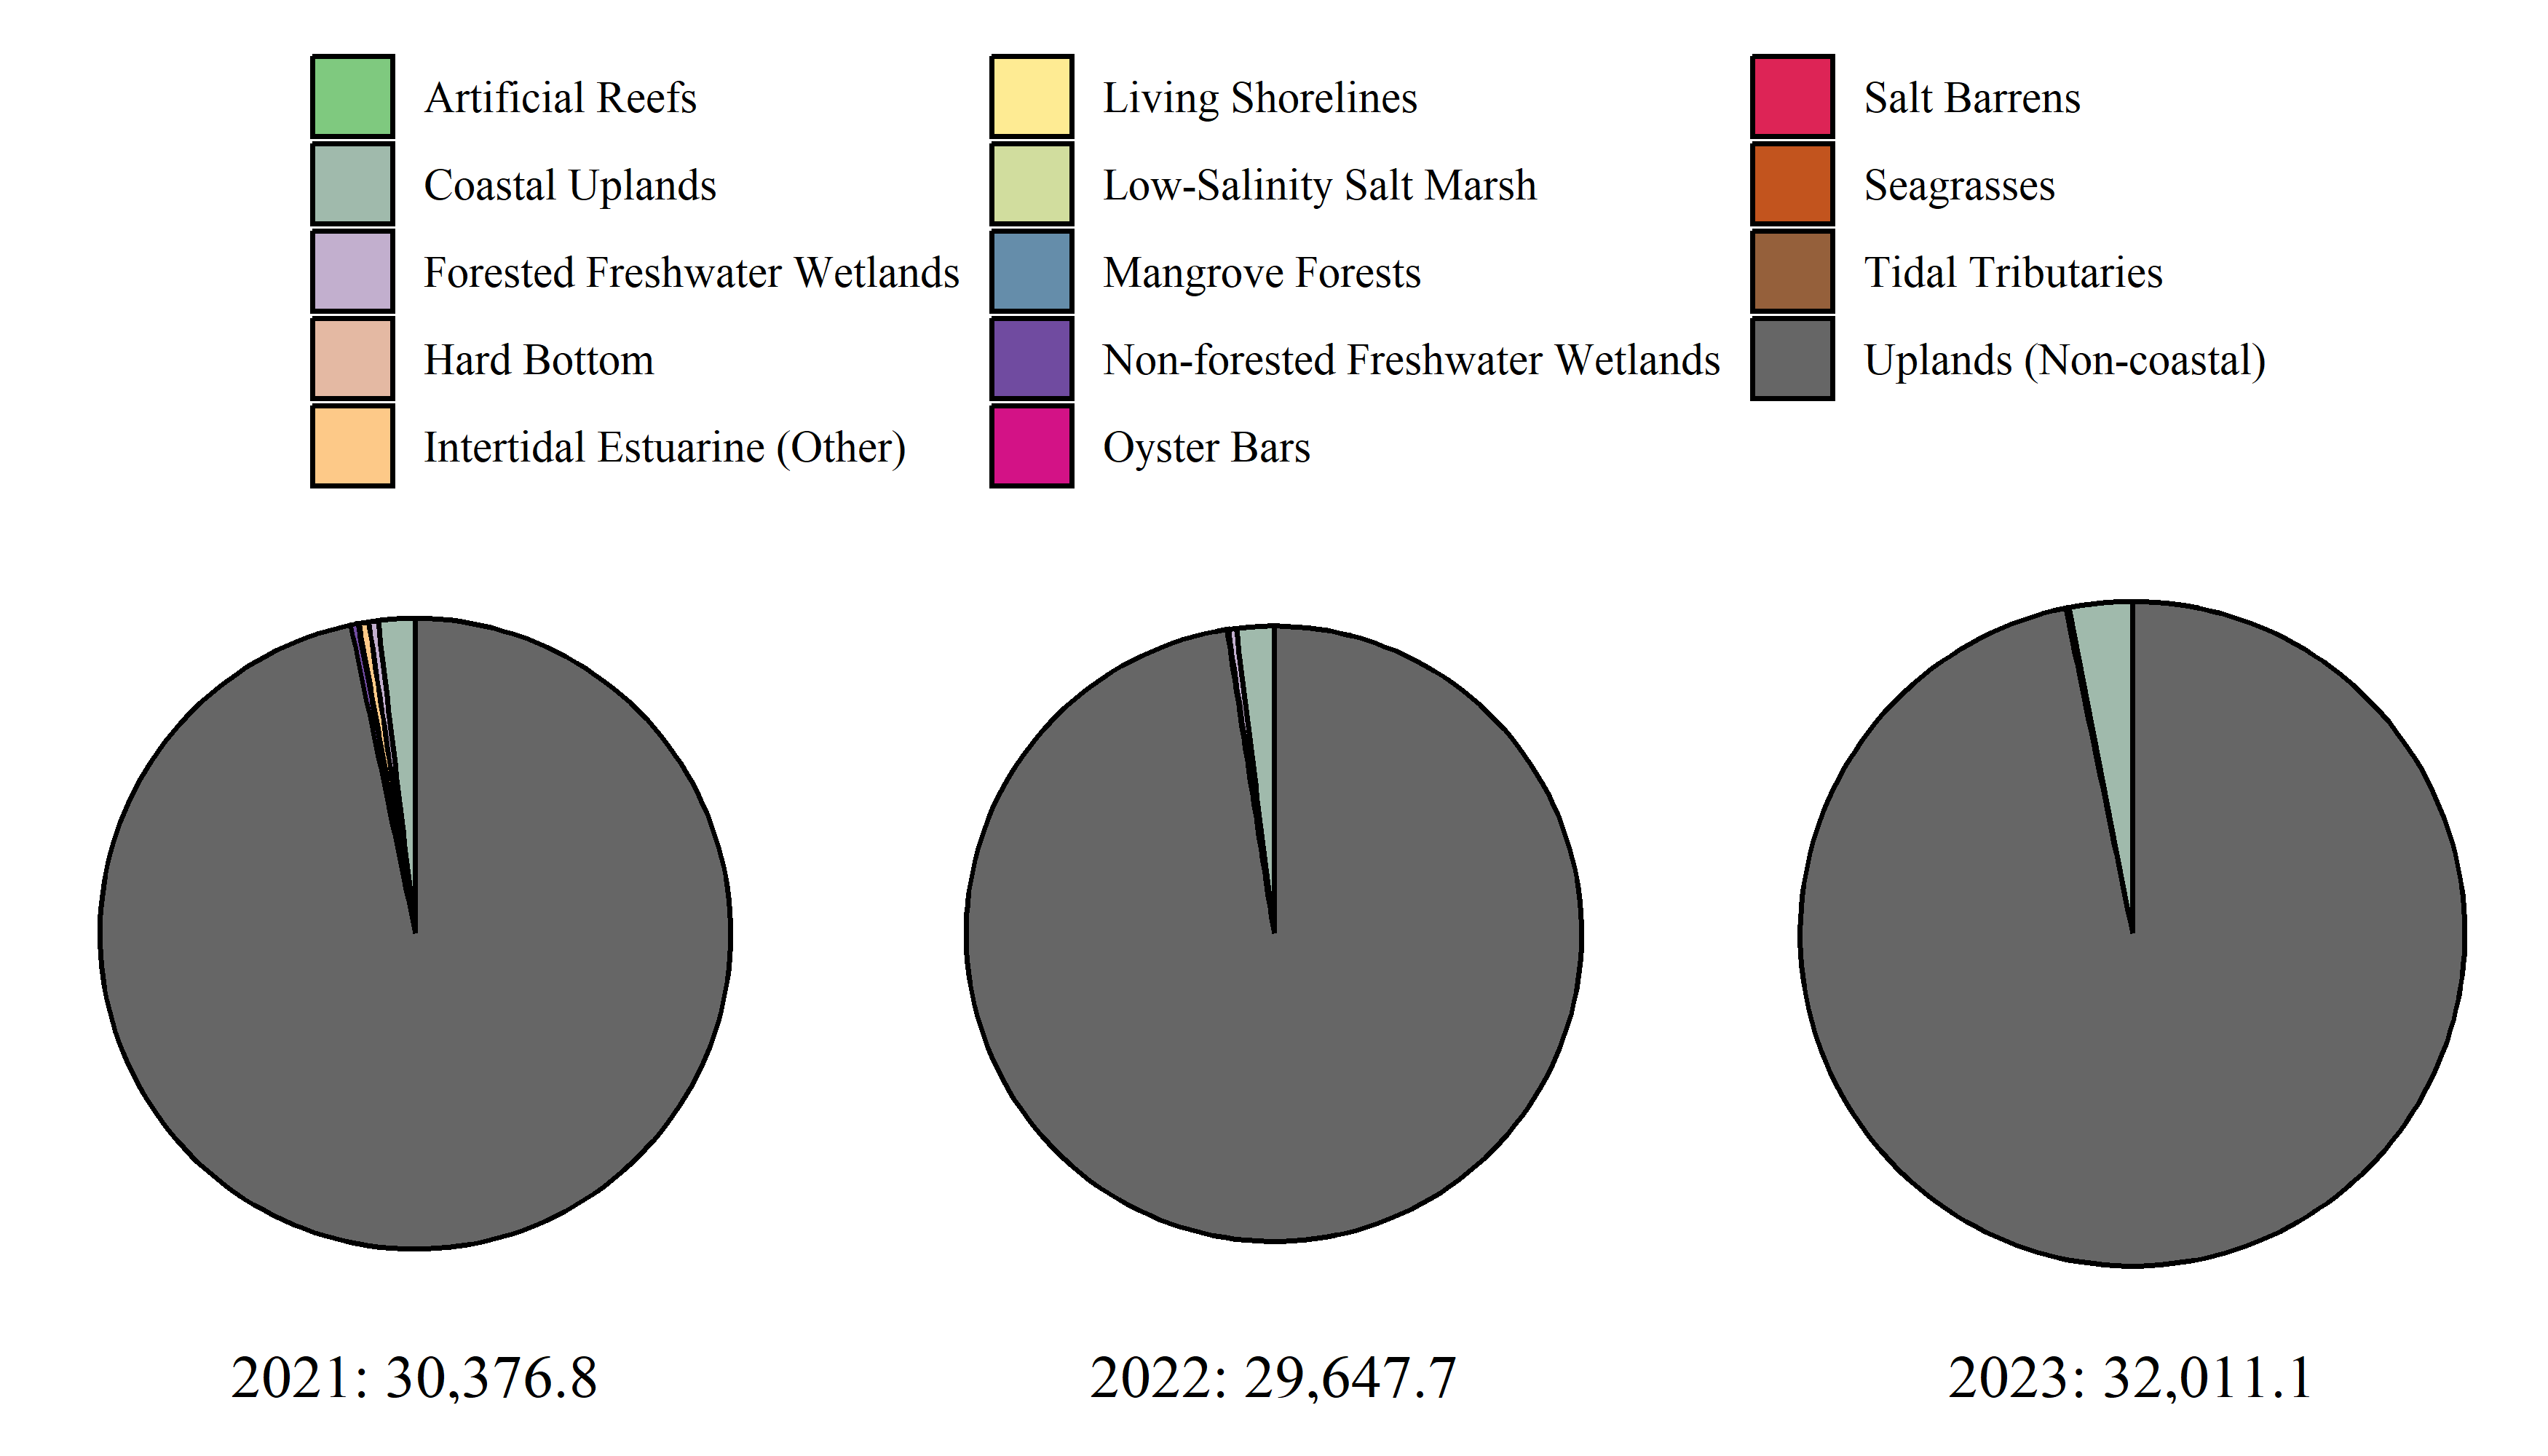 Artificial Reefs
Coastal Uplands
Forested Freshwater Wetlands
Hard Bottom
Intertidal Estuarine (Other)
Living Shorelines
Low-Salinity Salt Marsh
Mangrove Forests
Non-forested Freshwater Wetlands
Oyster Bars
Salt Barrens
Seagrasses
Tidal Tributaries
Uplands (Non-coastal)
2021: 30,376.8
2022: 29,647.7
2023: 32,011.1